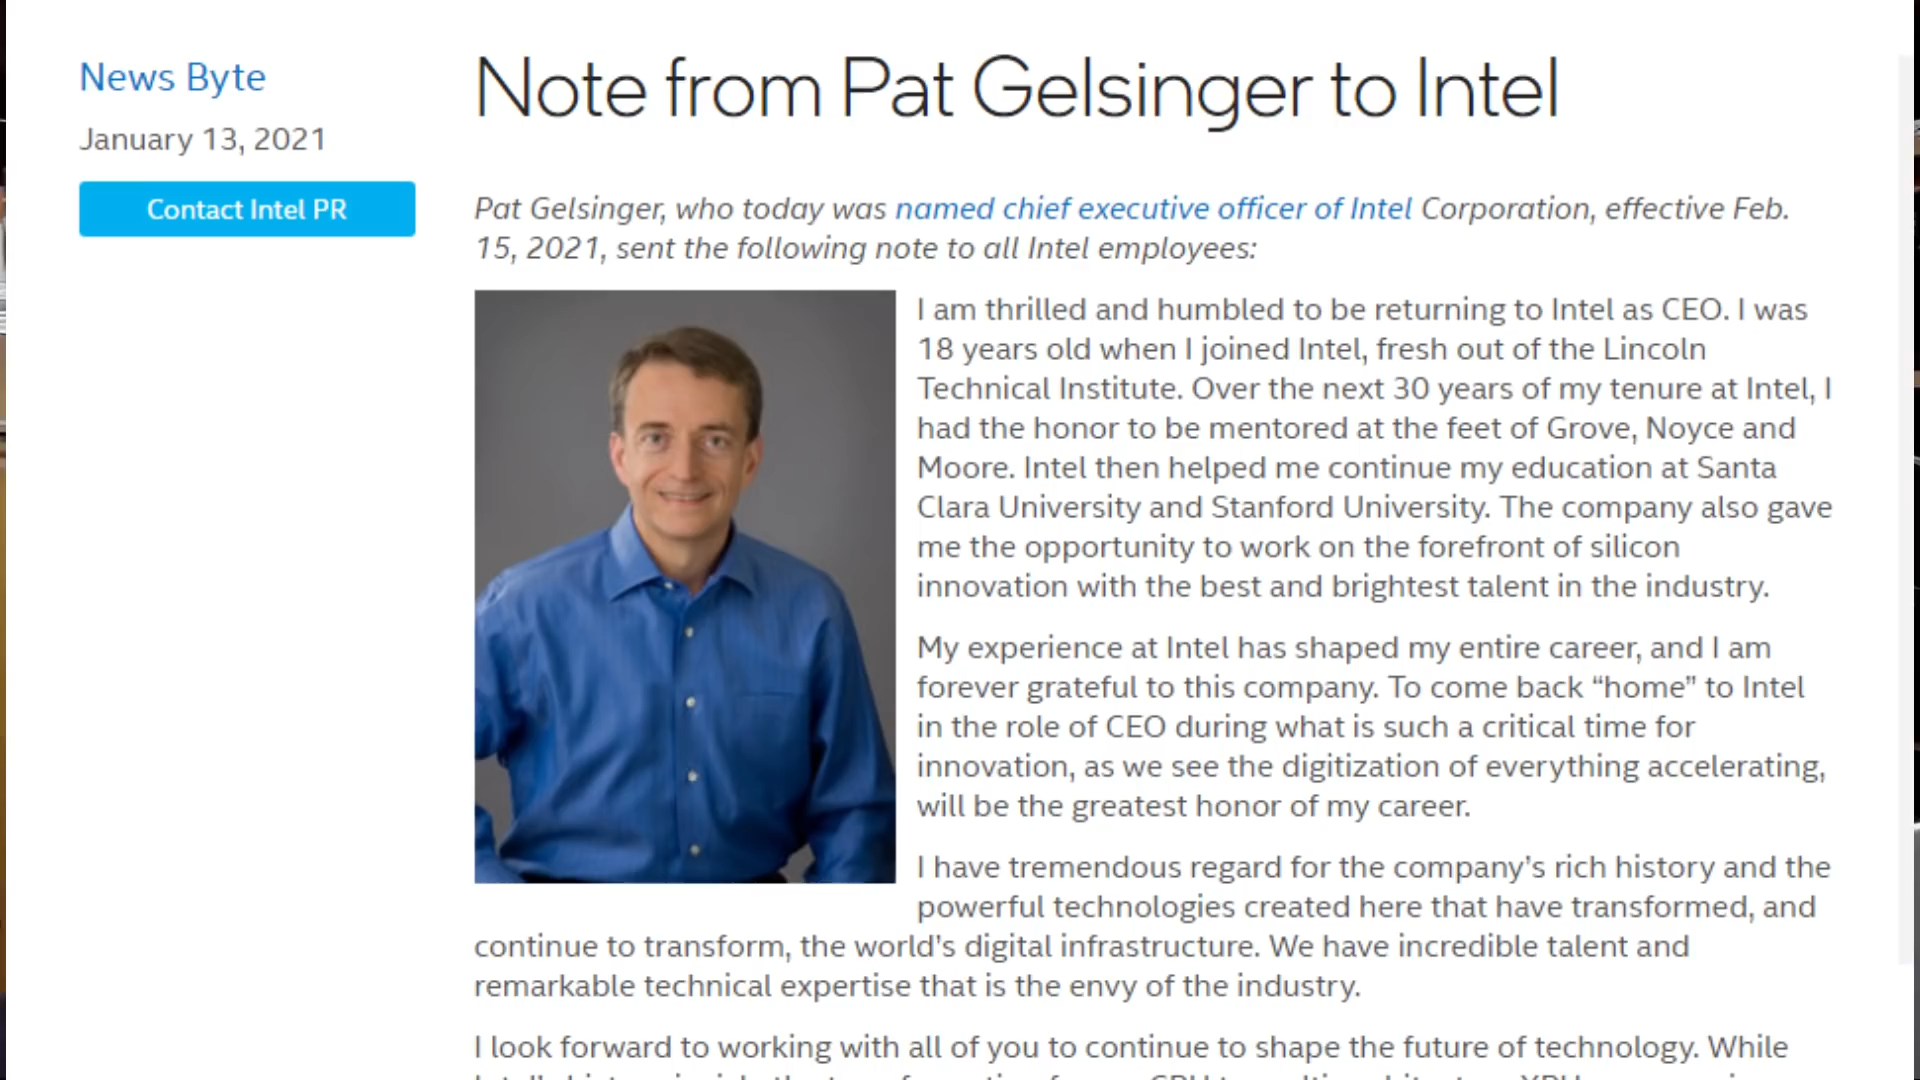 News Byte
January 13, 2021
Contact Intel PR
Note from Pat Gelsinger to Intel
Pat Gelsinger, who today was named chief executive officer of Intel Corporation, effective Feb.
15, 2021, sent the following note to all Intel employees:
I am thrilled and humbled to be returning to Intel as CEO. I was
18 years old when I joined Intel, fresh out of the Lincoln
Technical Institute. Over the next 30 years of my tenure at Intel, I
had the honor to be mentored at the feet of Grove, Noyce and
Moore. Intel then helped me continue my education at Santa
Clara University and Stanford University. The company also gave
me the opportunity to work on the forefront of silicon
innovation with the best and brightest talent in the industry.
My experience at Intel has shaped my entire career, and I am
forever grateful to this company. To come back “home” to Intel
in the role of CEO during what is such a critical time for
innovation, as we see the digitization of everything accelerating,
will be the greatest honor of my career.
I have tremendous regard for the company’s rich history and the
powerful technologies created here that have transformed, and
continue to transform, the world’s digital infrastructure. We have incredible talent and
remarkable technical expertise that is the envy of the industry.
I look forward to working with all of you to continue to shape the future of technology. While